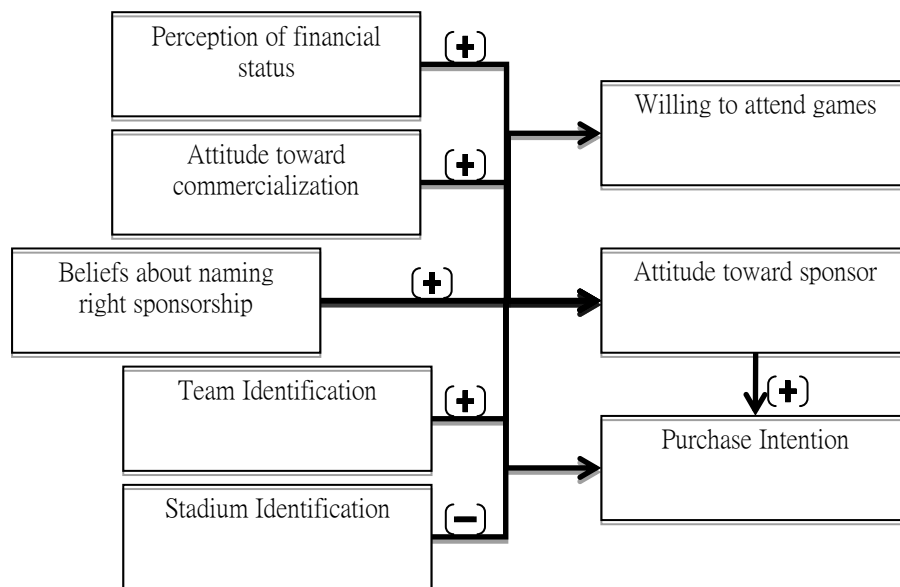 Perception of financial
status
(+)
Attitude toward
commercialization
(+)
Beliefs about naming
right sponsorship
(+)
Team Identification
(+)
Stadium Identification
(−)
Willing to attend games
Attitude toward sponsor
(+)
Purchase Intention